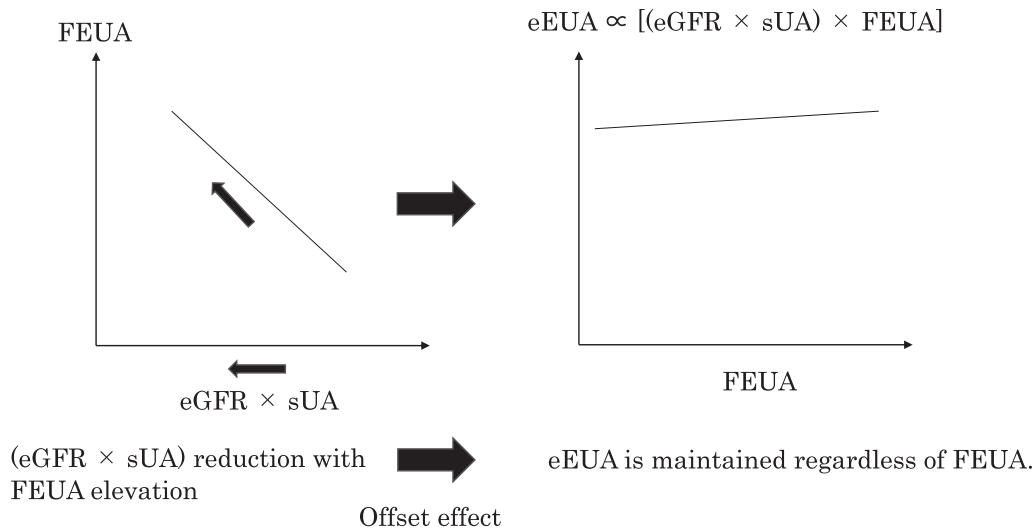 FEUA
eGFR × sUA
eEUA ∝ [(eGFR × sUA) × FEUA]
FEUA
(eGFR × sUA) reduction with
FEUA elevation
Offset effect
eEUA is maintained regardless of FEUA.